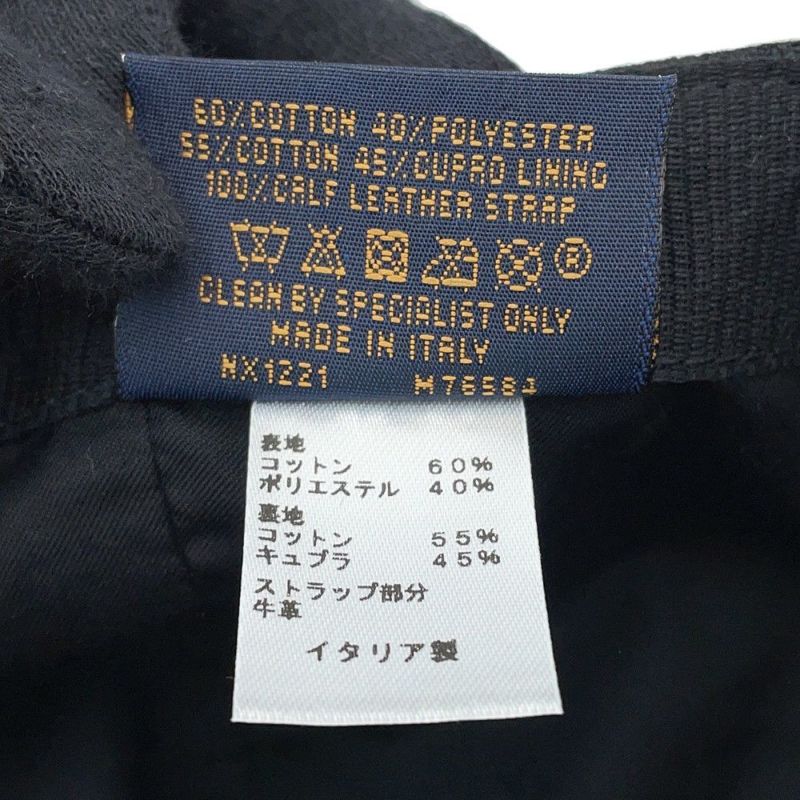 60% COTTON 40% POLYESTER
55% COTTON 45% CUPRO LINING
100% CALF LEATHER STRAP
CLEAN BY SPECIALIST ONLY
MADE IN ITALY
NX1221 M76584
表地
コットン 60%
ポリエステル 40%
裏地
コットン 55%
キュプラ 45%
ストラップ部分
牛革
イタリア製